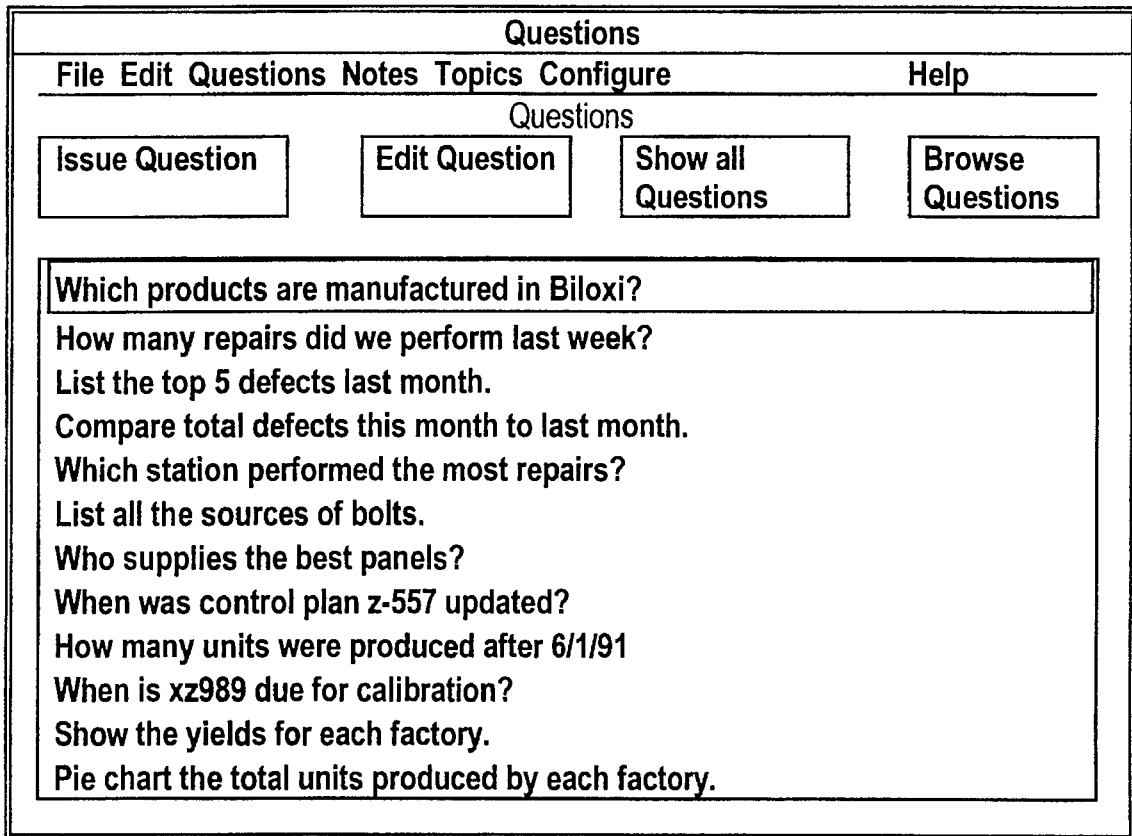 Questions
File Edit Questions Notes Topics Configure Help
Questions
Issue Question
Edit Question
Show all
Questions
Browse
Questions
Which products are manufactured in Biloxi?
How many repairs did we perform last week?
List the top 5 defects last month.
Compare total defects this month to last month.
Which station performed the most repairs?
List all the sources of bolts.
Who supplies the best panels?
When was control plan z-557 updated?
How many units were produced after 6/1/91
When is xz989 due for calibration?
Show the yields for each factory.
Pie chart the total units produced by each factory.